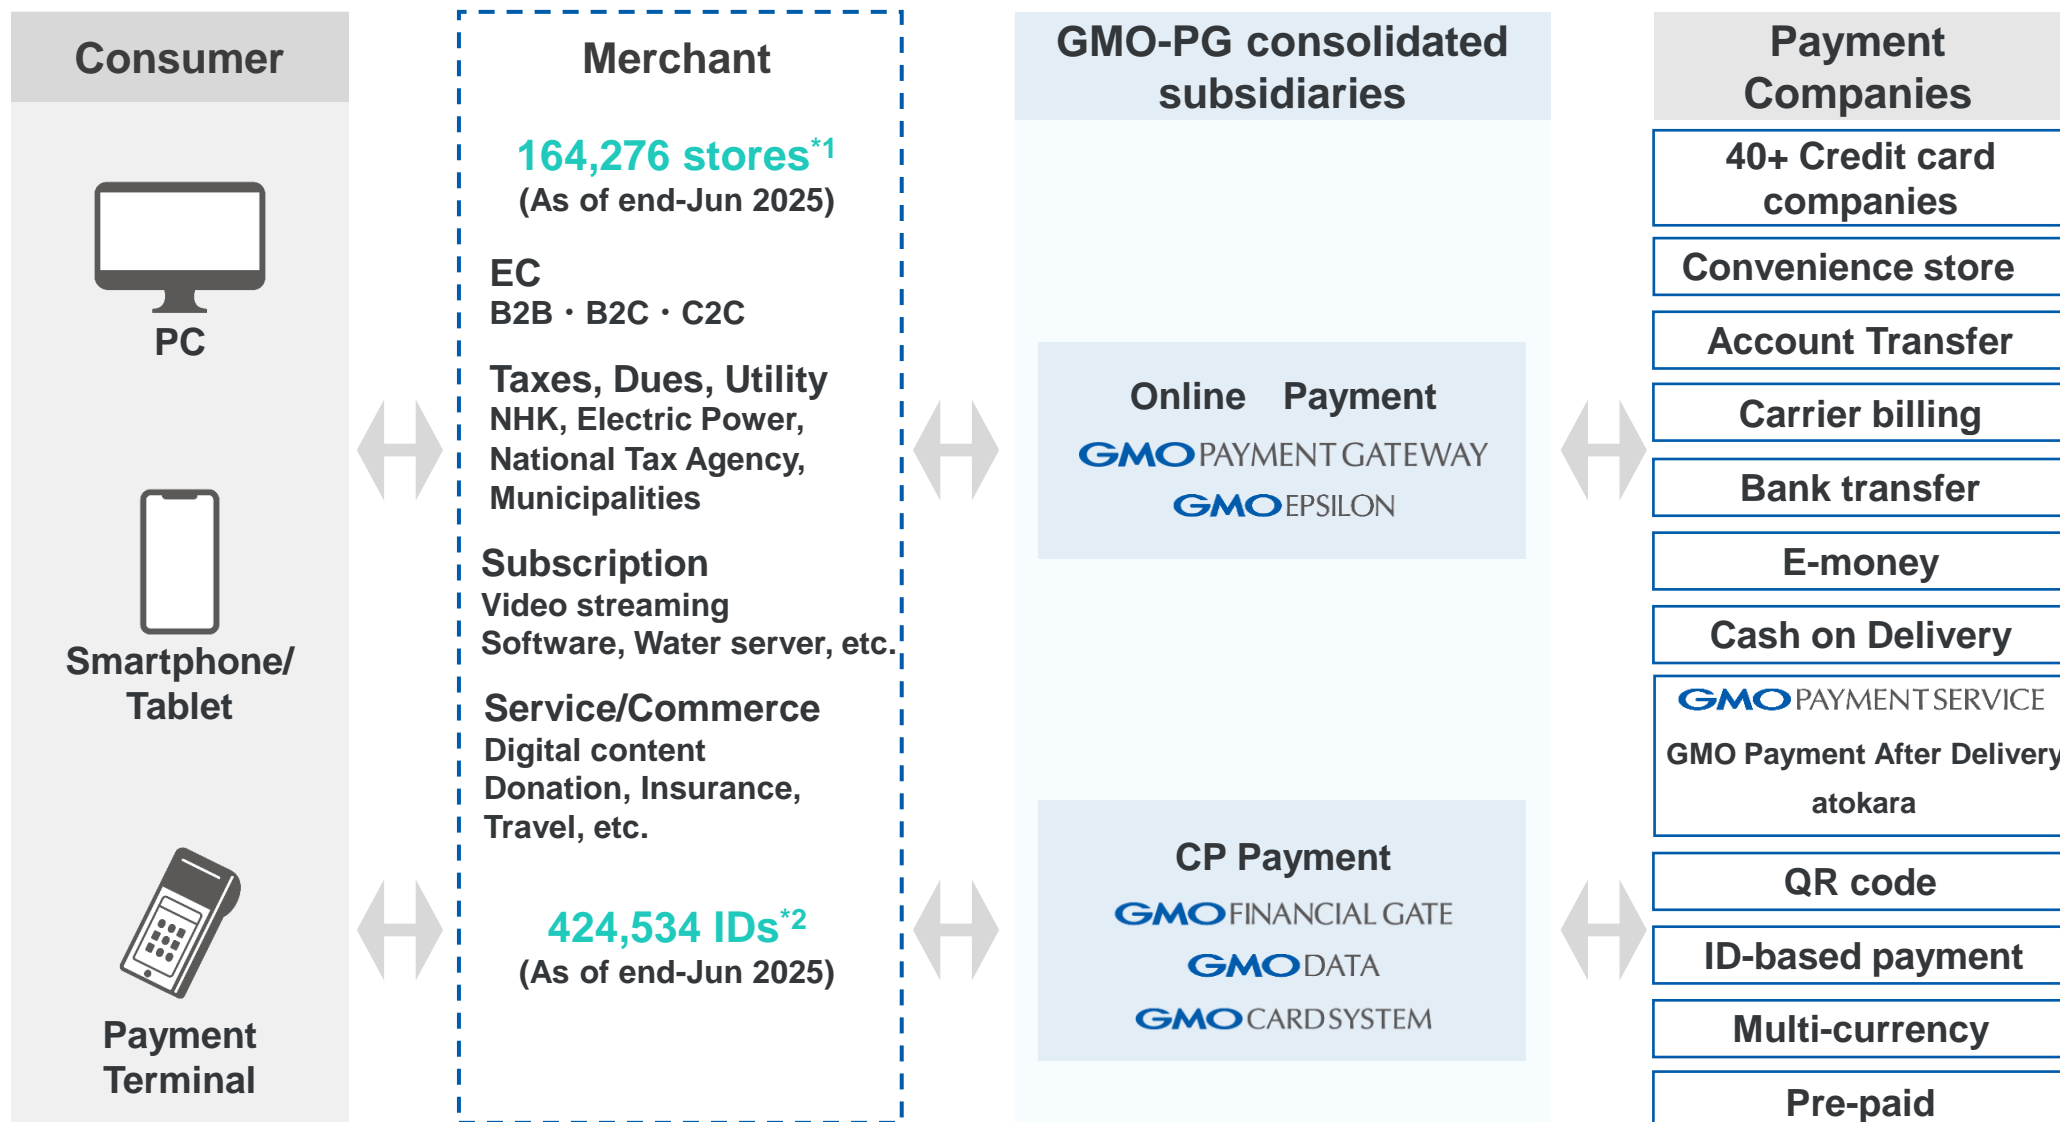 Consumer
PC
Smartphone/
Tablet
Payment
Terminal
Merchant
164,276 stores*1
(As of end-Jun 2025)
EC
B2B・B2C・C2C
Taxes, Dues, Utility
NHK, Electric Power,
National Tax Agency,
Municipalities
Subscription
Video streaming
Software, Water server, etc.
Service/Commerce
Digital content
Donation, Insurance,
Travel, etc.
424,534 IDs*2
(As of end-Jun 2025)
GMO-PG consolidated
subsidiaries
Online Payment
GMO PAYMENT GATEWAY
GMO EPSILON
CP Payment
GMO FINANCIAL GATE
GMO DATA
GMO CARD SYSTEM
Payment
Companies
40+ Credit card
companies
Convenience store
Account Transfer
Carrier billing
Bank transfer
E-money
Cash on Delivery
GMO PAYMENT SERVICE
GMO Payment After Delivery
atokara
QR code
ID-based payment
Multi-currency
Pre-paid